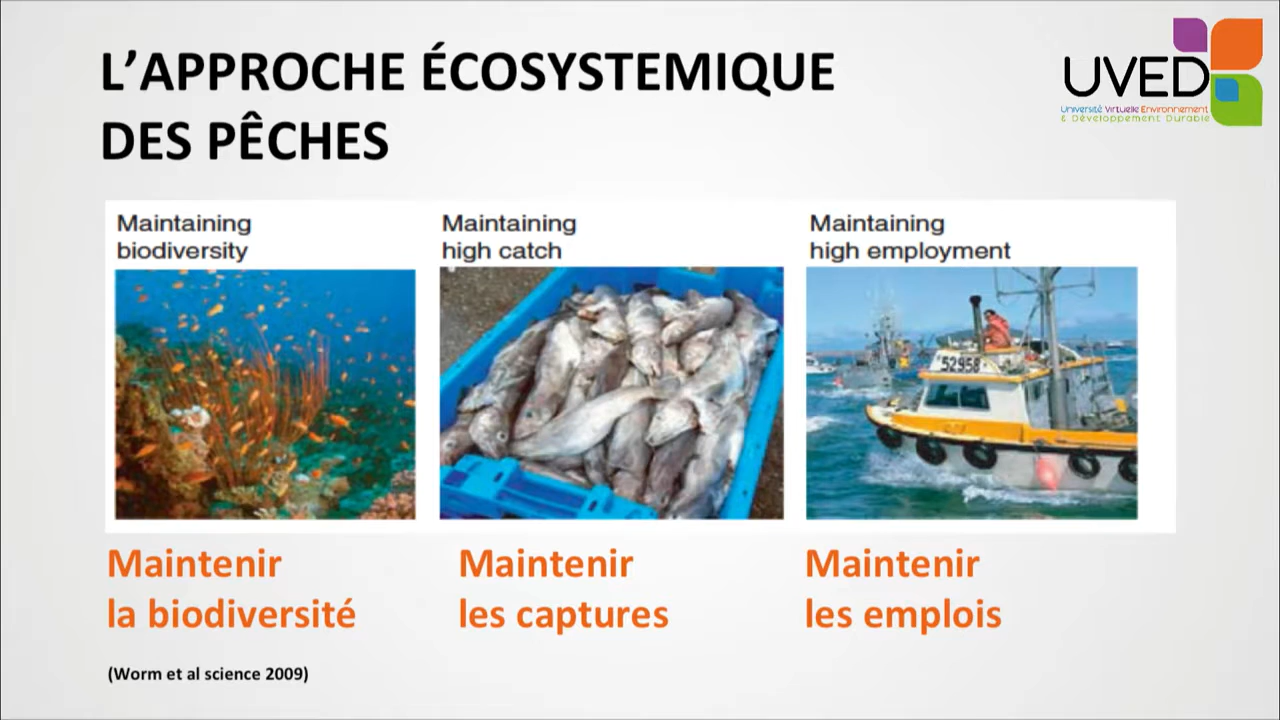 L'APPROCHE ÉCOSYSTEMIQUE
DES PÊCHES
UVED
Université Virtuelle Environnement
& Développement Durable
Maintaining
biodiversity
Maintaining
high catch
Maintaining
high employment
52958
Maintenir
la biodiversité
Maintenir
les captures
Maintenir
les emplois
(Worm et al science 2009)